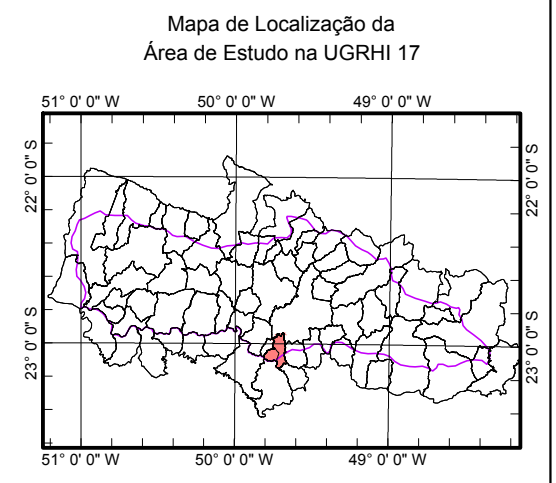 Mapa de Localização da
Área de Estudo na UGRHI 17
51° 0' 0" W
50° 0' 0" W
49° 0' 0" W
22° 0' 0" S
22° 0' 0" S
23° 0' 0" S
23° 0' 0" S
51° 0' 0" W
50° 0' 0" W
49° 0' 0" W